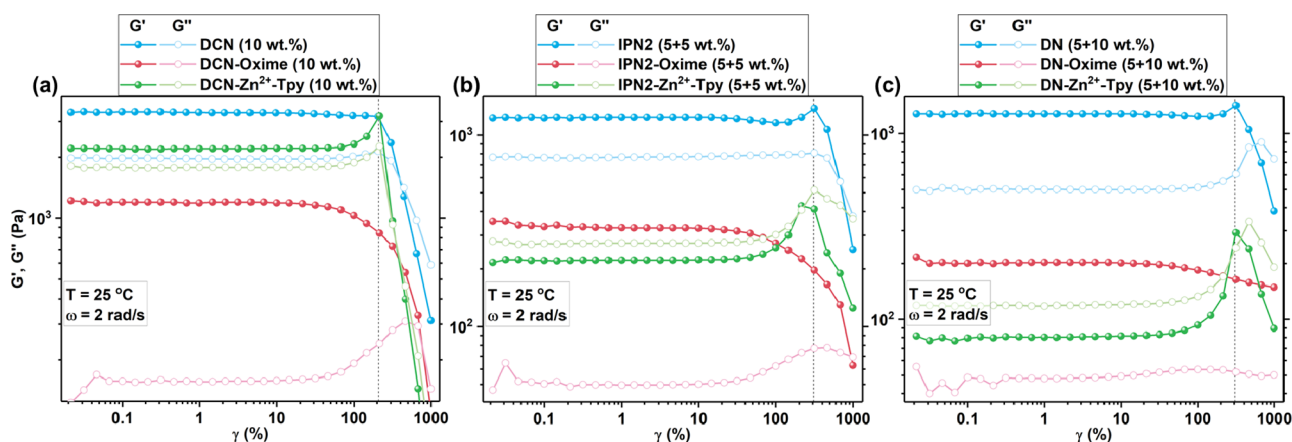 G' G''
DCN (10 wt.%)
DCN-Oxime (10 wt.%)
DCN-Zn²⁺-Tpy (10 wt.%)
(a)
G', G'' (Pa)
10³
T = 25 °C
ω = 2 rad/s
0.1 1 10 100 1000
γ (%)
G' G''
IPN2 (5+5 wt.%)
IPN2-Oxime (5+5 wt.%)
IPN2-Zn²⁺-Tpy (5+5 wt.%)
(b)
10³
10²
T = 25 °C
ω = 2 rad/s
0.1 1 10 100 1000
γ (%)
G' G''
DN (5+10 wt.%)
DN-Oxime (5+10 wt.%)
DN-Zn²⁺-Tpy (5+10 wt.%)
(c)
10³
10²
T = 25 °C
ω = 2 rad/s
0.1 1 10 100 1000
γ (%)